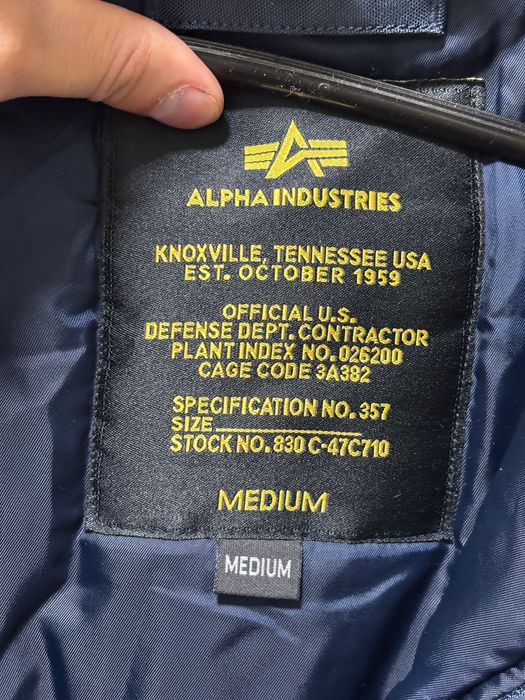 ALPHA INDUSTRIES
KNOXVILLE, TENNESSEE USA
EST. OCTOBER 1959
OFFICIAL U.S.
DEFENSE DEPT. CONTRACTOR
PLANT INDEX NO. 026200
CAGE CODE 3A382
SPECIFICATION NO. 357
SIZE
STOCK NO. 830 C-47C710
MEDIUM
MEDIUM